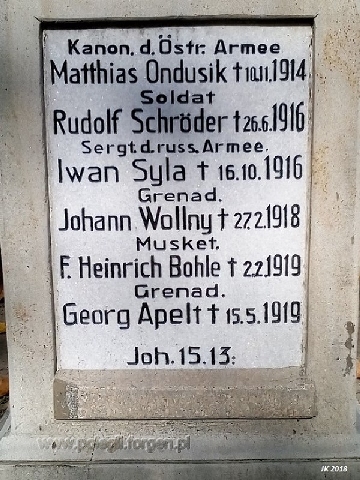 Kanon. d. Östr. Armee
Matthias Ondusik † 10.11.1914
Soldat
Rudolf Schröder † 26.6.1916
Sergt. d. russ. Armee.
Iwan Syla † 16.10.1916
Grenad.
Johann Wollny † 27.2.1918
Musket.
F. Heinrich Bohle † 2.2.1919
Grenad.
Georg Apelt † 15.5.1919
Joh. 15.13.
www.polegli.forgen.pl
JK 2018